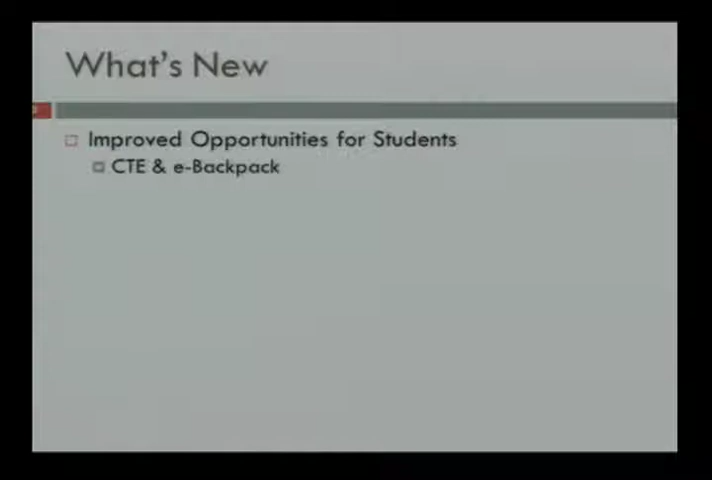 What's New
Improved Opportunities for Students
CTE & e-Backpack